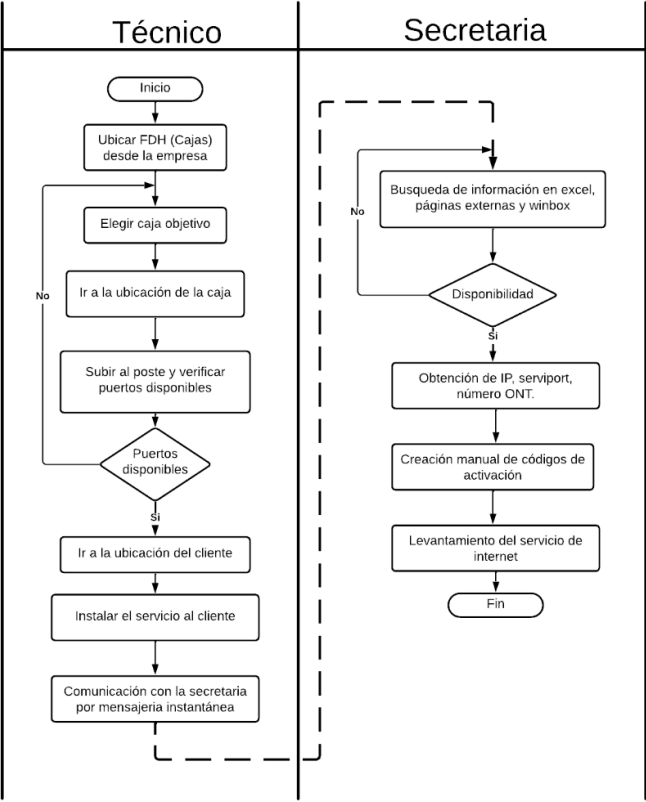 Técnico
Inicio
Ubicar FDH (Cajas)
desde la empresa
Elegir caja objetivo
No
Ir a la ubicación de la caja
Subir al poste y verificar
puertos disponibles
Puertos
disponibles
Si
Ir a la ubicación del cliente
Instalar el servicio al cliente
Comunicación con la secretaria
por mensajeria instantánea
Secretaria
Busqueda de información en excel,
páginas externas y winbox
No
Disponibilidad
Si
Obtención de IP, serviport,
número ONT.
Creación manual de códigos de
activación
Levantamiento del servicio de
internet
Fin